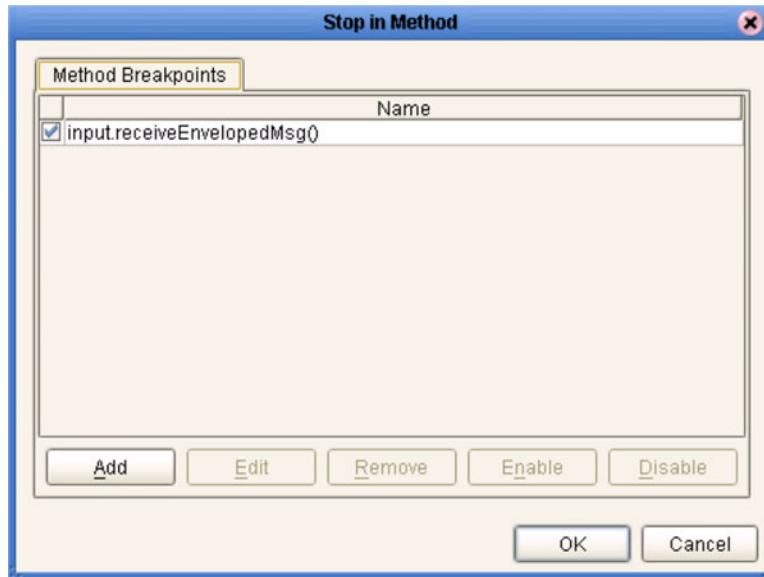 Stop in Method
Method Breakpoints
Name
input.receiveEnvelopedMsg()
Add Edit Remove Enable Disable
OK Cancel